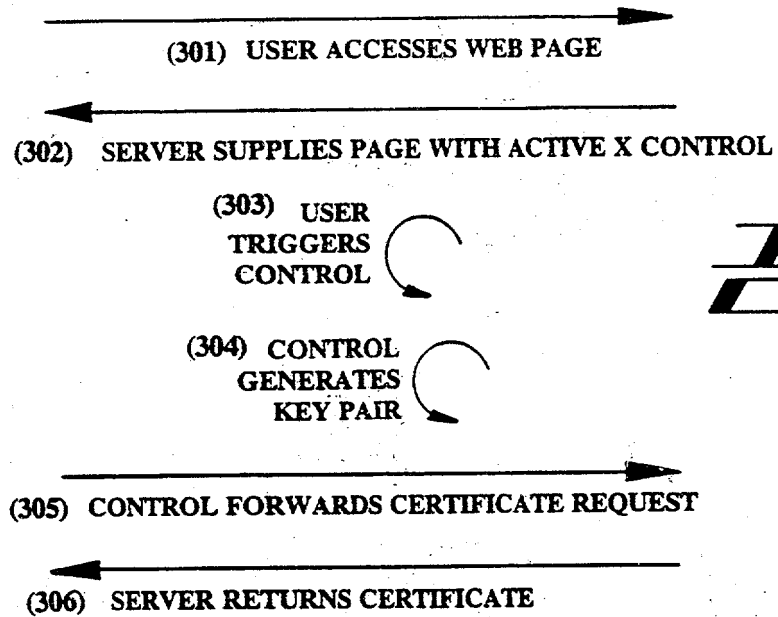 (301) USER ACCESSES WEB PAGE
(302) SERVER SUPPLIES PAGE WITH ACTIVE X CONTROL
(303) USER
TRIGGERS
CONTROL
(304) CONTROL
GENERATES
KEY PAIR
(305) CONTROL FORWARDS CERTIFICATE REQUEST
(306) SERVER RETURNS CERTIFICATE